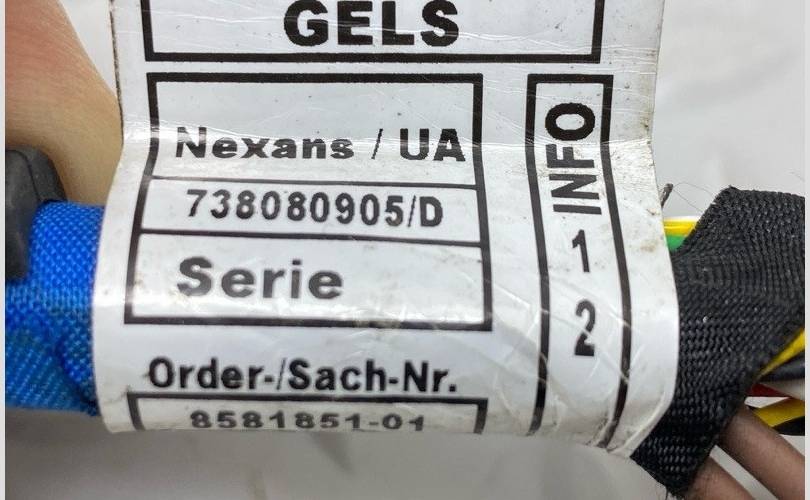 GELS
Nexans / UA
738080905/D
Serie
Order-/Sach-Nr.
8581851-01
INFO
1
2